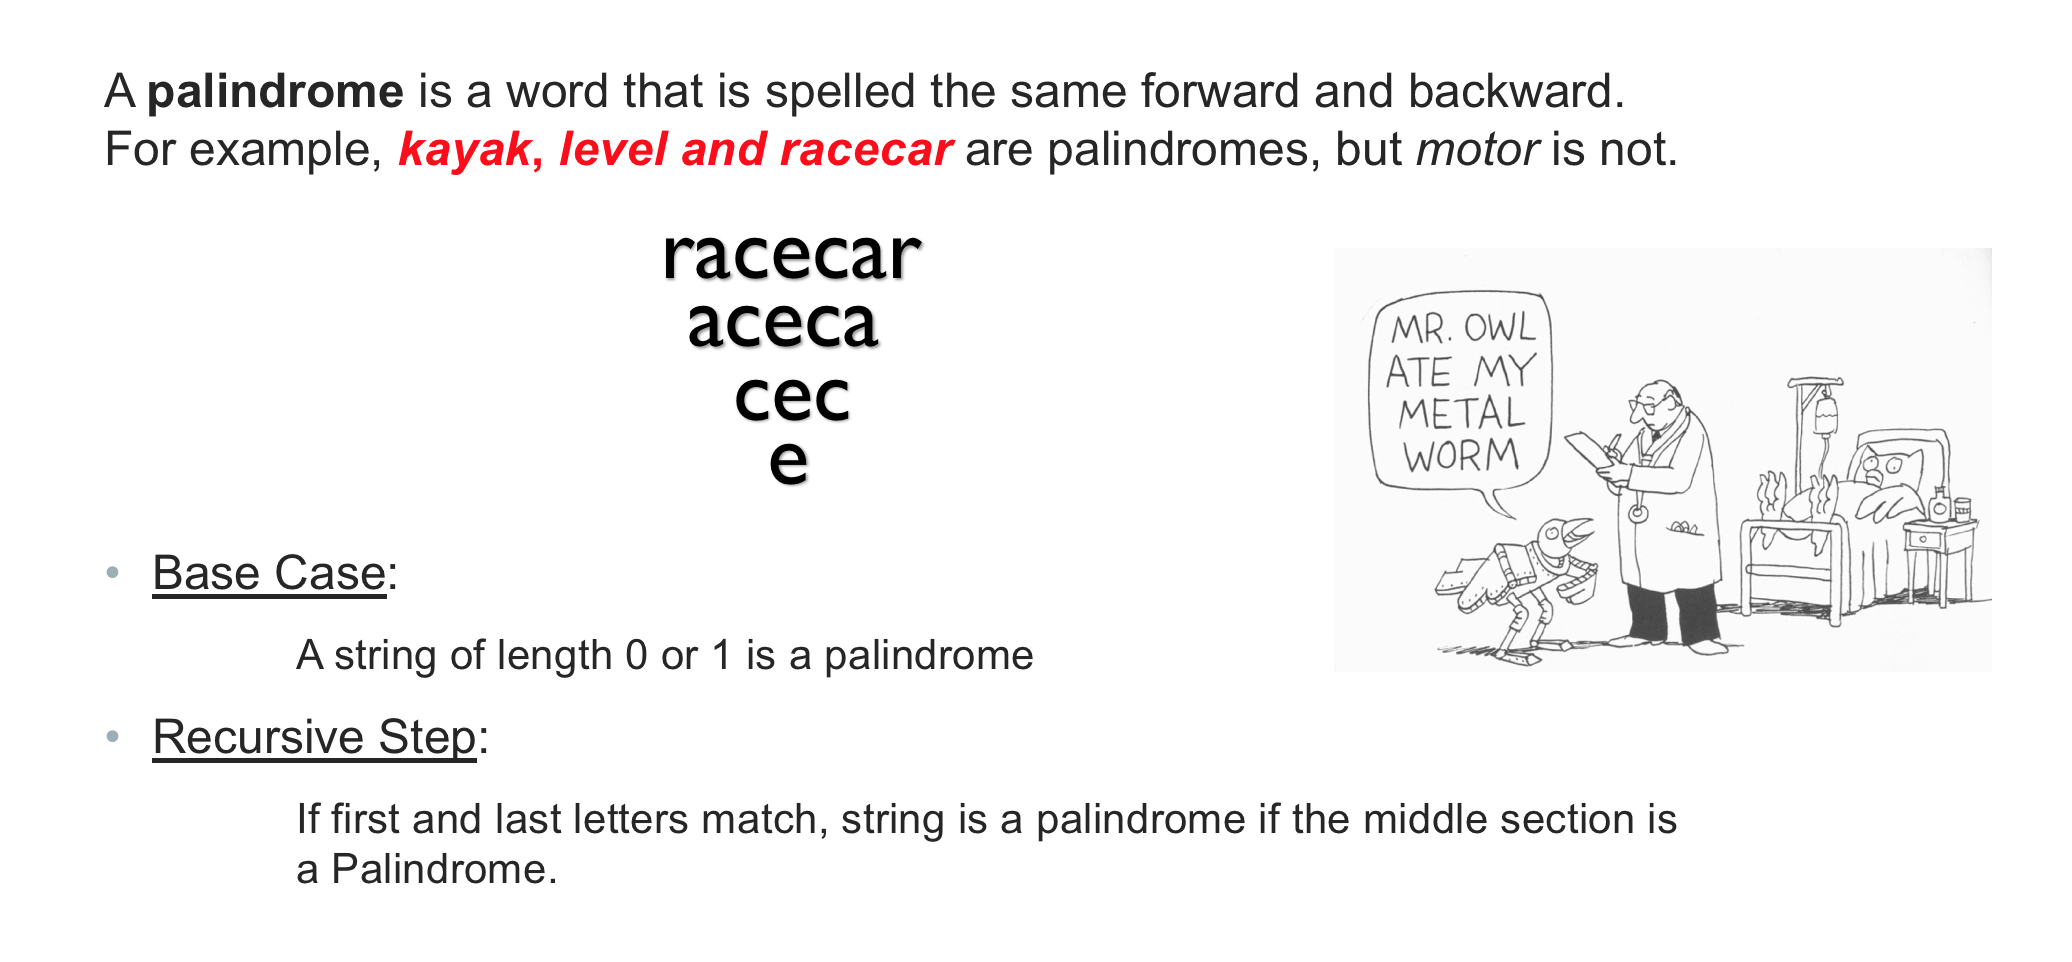 A palindrome is a word that is spelled the same forward and backward.
For example, kayak, level and racecar are palindromes, but motor is not.
racecar
aceca
cec
e
MR. OWL
ATE MY
METAL
WORM
• Base Case:
A string of length 0 or 1 is a palindrome
• Recursive Step:
If first and last letters match, string is a palindrome if the middle section is
a Palindrome.